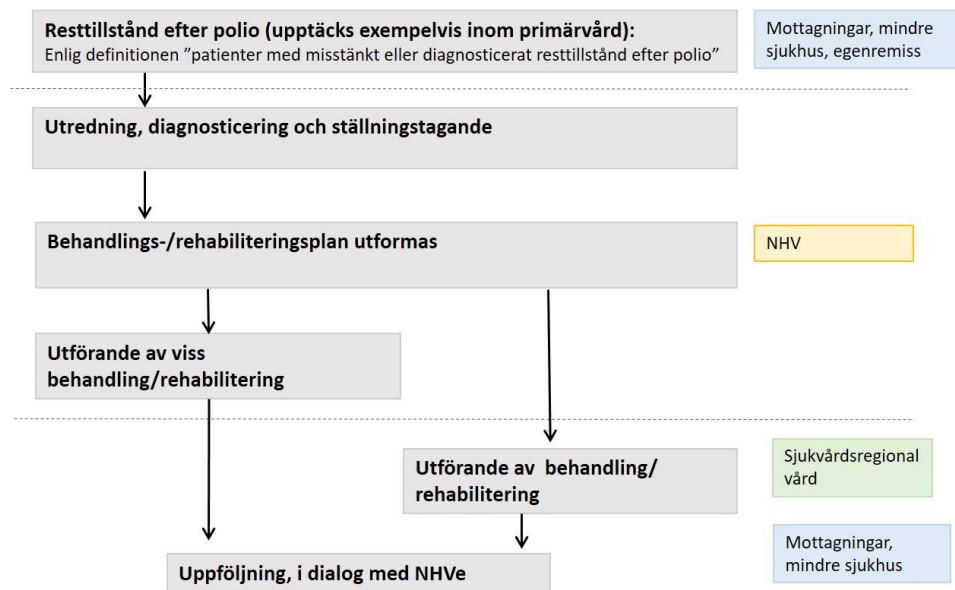 Resttillstånd efter polio (upptäcks exempelvis inom primärvård):
Enlig definitionen ”patienter med misstänkt eller diagnosticerat resttillstånd efter polio”
Mottagningar, mindre
sjukhus, egenremiss
Utredning, diagnosticering och ställningstagande
Behandlings-/rehabiliteringsplan utformas
NHV
Utförande av viss
behandling/rehabilitering
Utförande av behandling/
rehabilitering
Sjukvårdsregional
vård
Uppföljning, i dialog med NHVe
Mottagningar,
mindre sjukhus